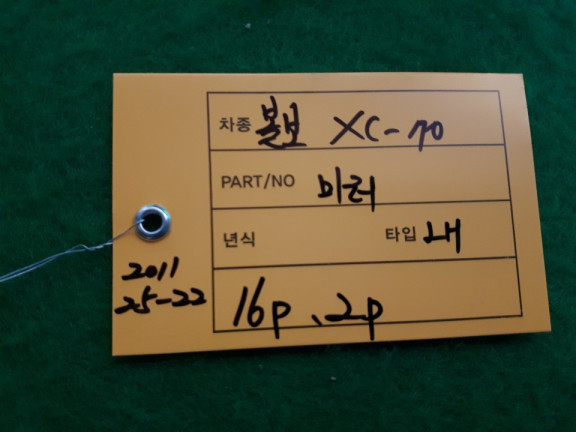 차종 볼보 XC-70
PART/NO 미러
년식 타입 내
16P、2P
2011
25-22